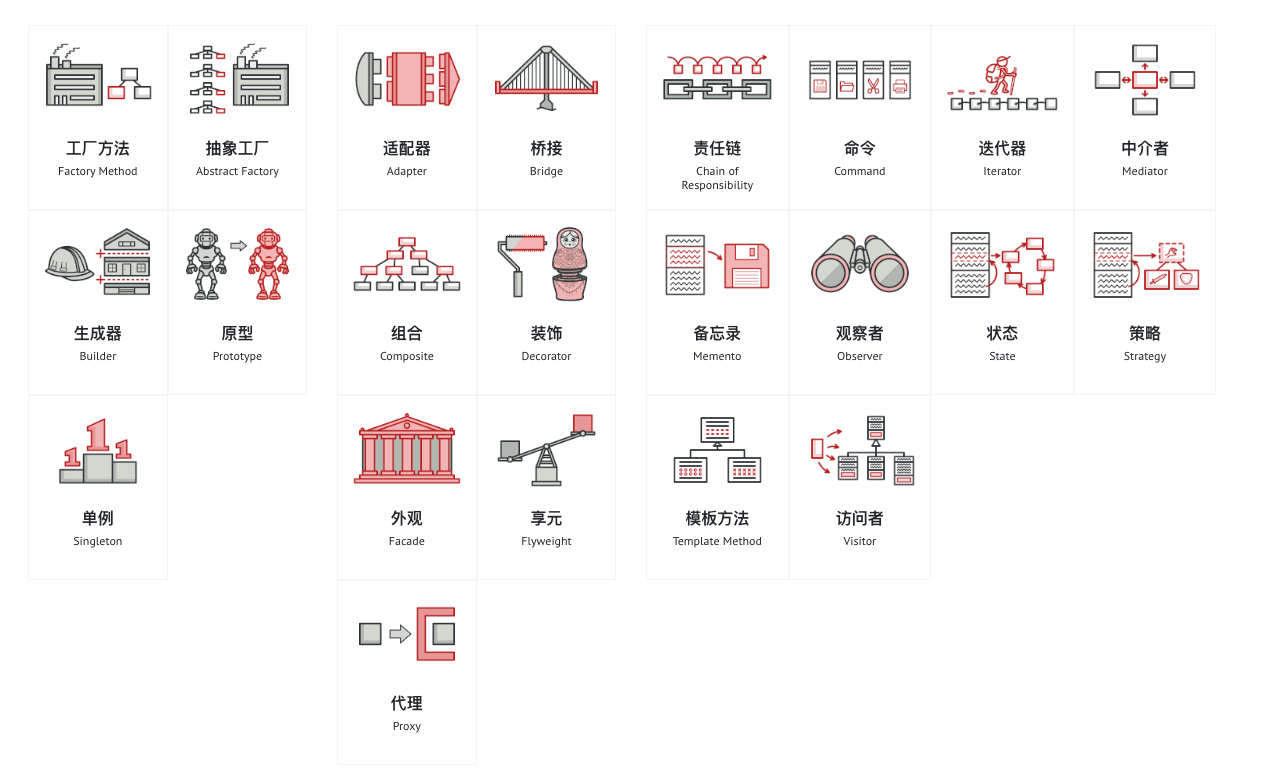 工厂方法
Factory Method
抽象工厂
Abstract Factory
生成器
Builder
原型
Prototype
1 1 1
单例
Singleton
适配器
Adapter
桥接
Bridge
组合
Composite
装饰
Decorator
外观
Facade
享元
Flyweight
代理
Proxy
责任链
Chain of
Responsibility
命令
Command
迭代器
Iterator
中介者
Mediator
备忘录
Memento
观察者
Observer
状态
State
策略
Strategy
模板方法
Template Method
访问者
Visitor